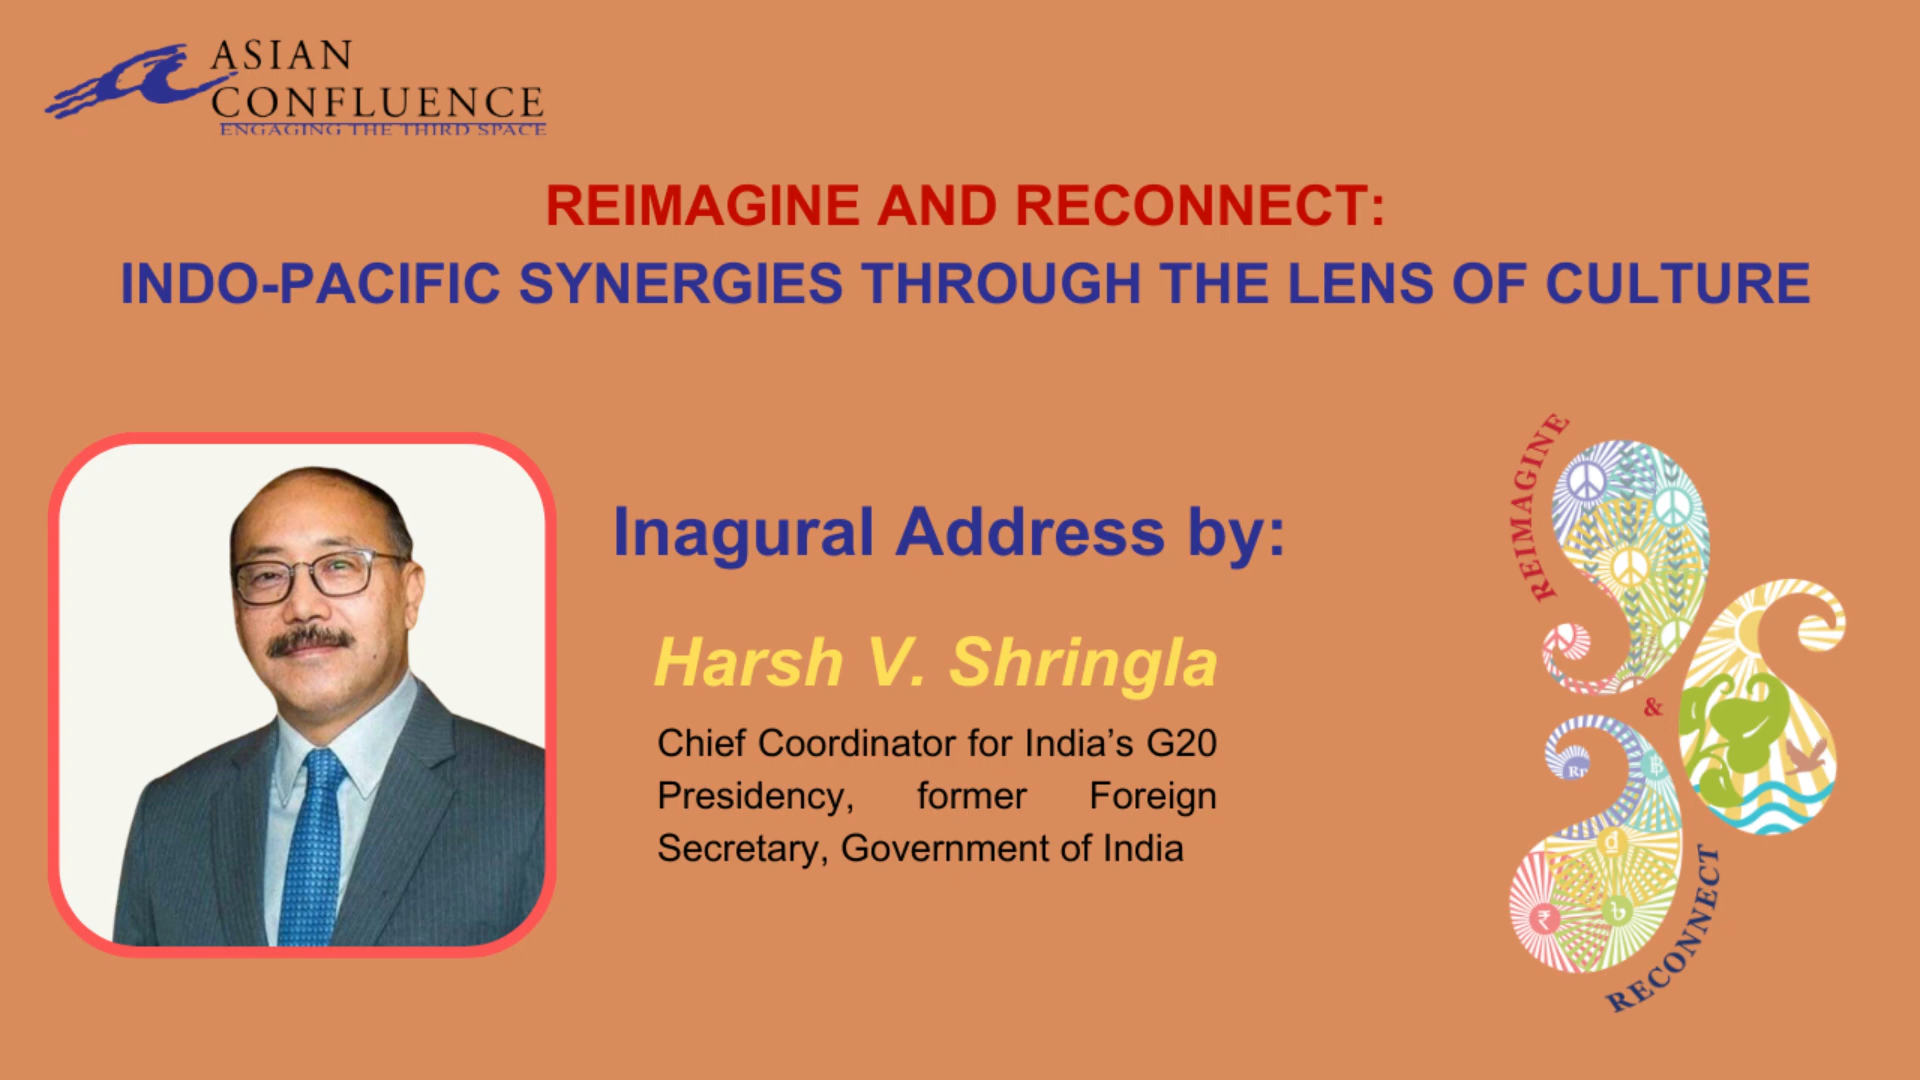 ASIAN
CONFLUENCE
ENGAGING THE THIRD SPACE
REIMAGINE AND RECONNECT:
INDO-PACIFIC SYNERGIES THROUGH THE LENS OF CULTURE
Inagural Address by:
Harsh V. Shringla
Chief Coordinator for India’s G20
Presidency, former Foreign
Secretary, Government of India
REIMAGINE
&
Rp
฿
₫
₹
৳
RECONNECT